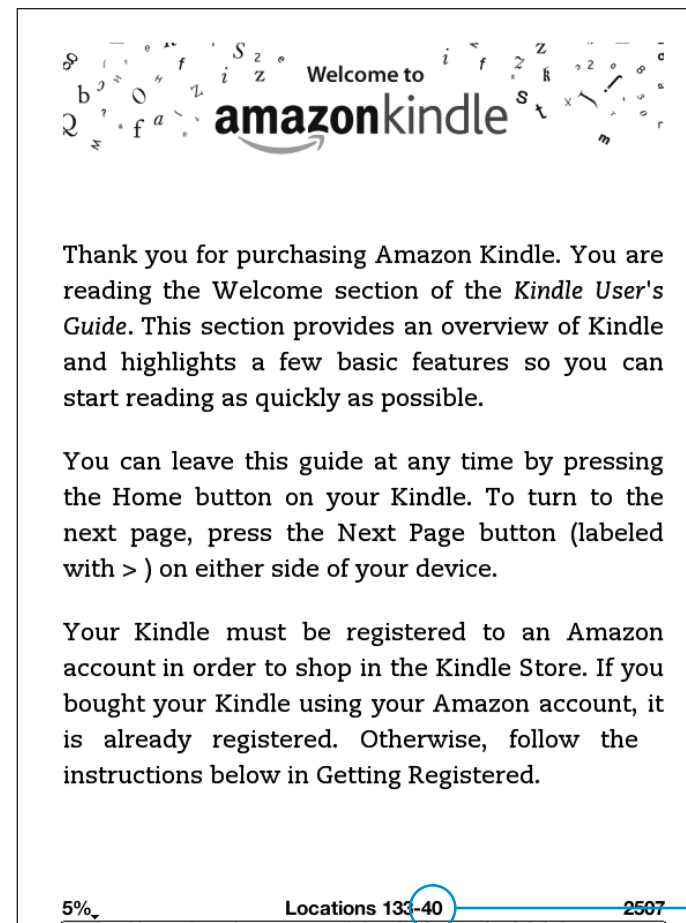 Welcome to
amazonkindle
Thank you for purchasing Amazon Kindle. You are
reading the Welcome section of the Kindle User's
Guide. This section provides an overview of Kindle
and highlights a few basic features so you can
start reading as quickly as possible.
You can leave this guide at any time by pressing
the Home button on your Kindle. To turn to the
next page, press the Next Page button (labeled
with > ) on either side of your device.
Your Kindle must be registered to an Amazon
account in order to shop in the Kindle Store. If you
bought your Kindle using your Amazon account, it
is already registered. Otherwise, follow the
instructions below in Getting Registered.
5% Locations 133-40 2507